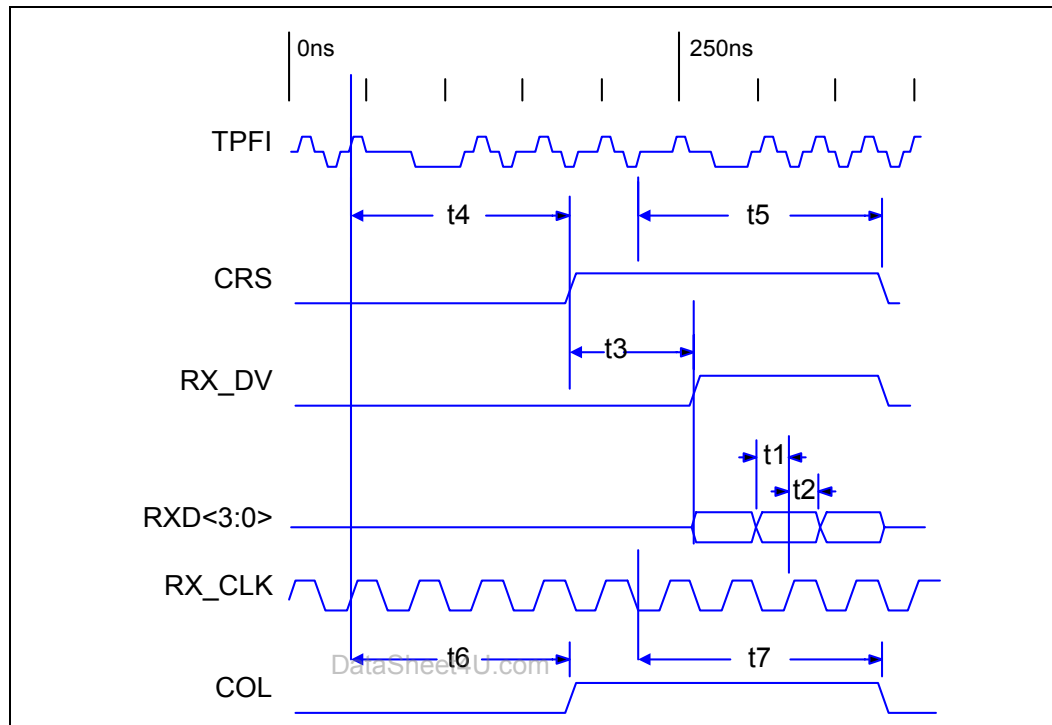 0ns 250ns
TPFI
t4 t5
CRS
t3
RX_DV
t1
t2
RXD<3:0>
RX_CLK
t6 t7
DataSheet4U.com
COL